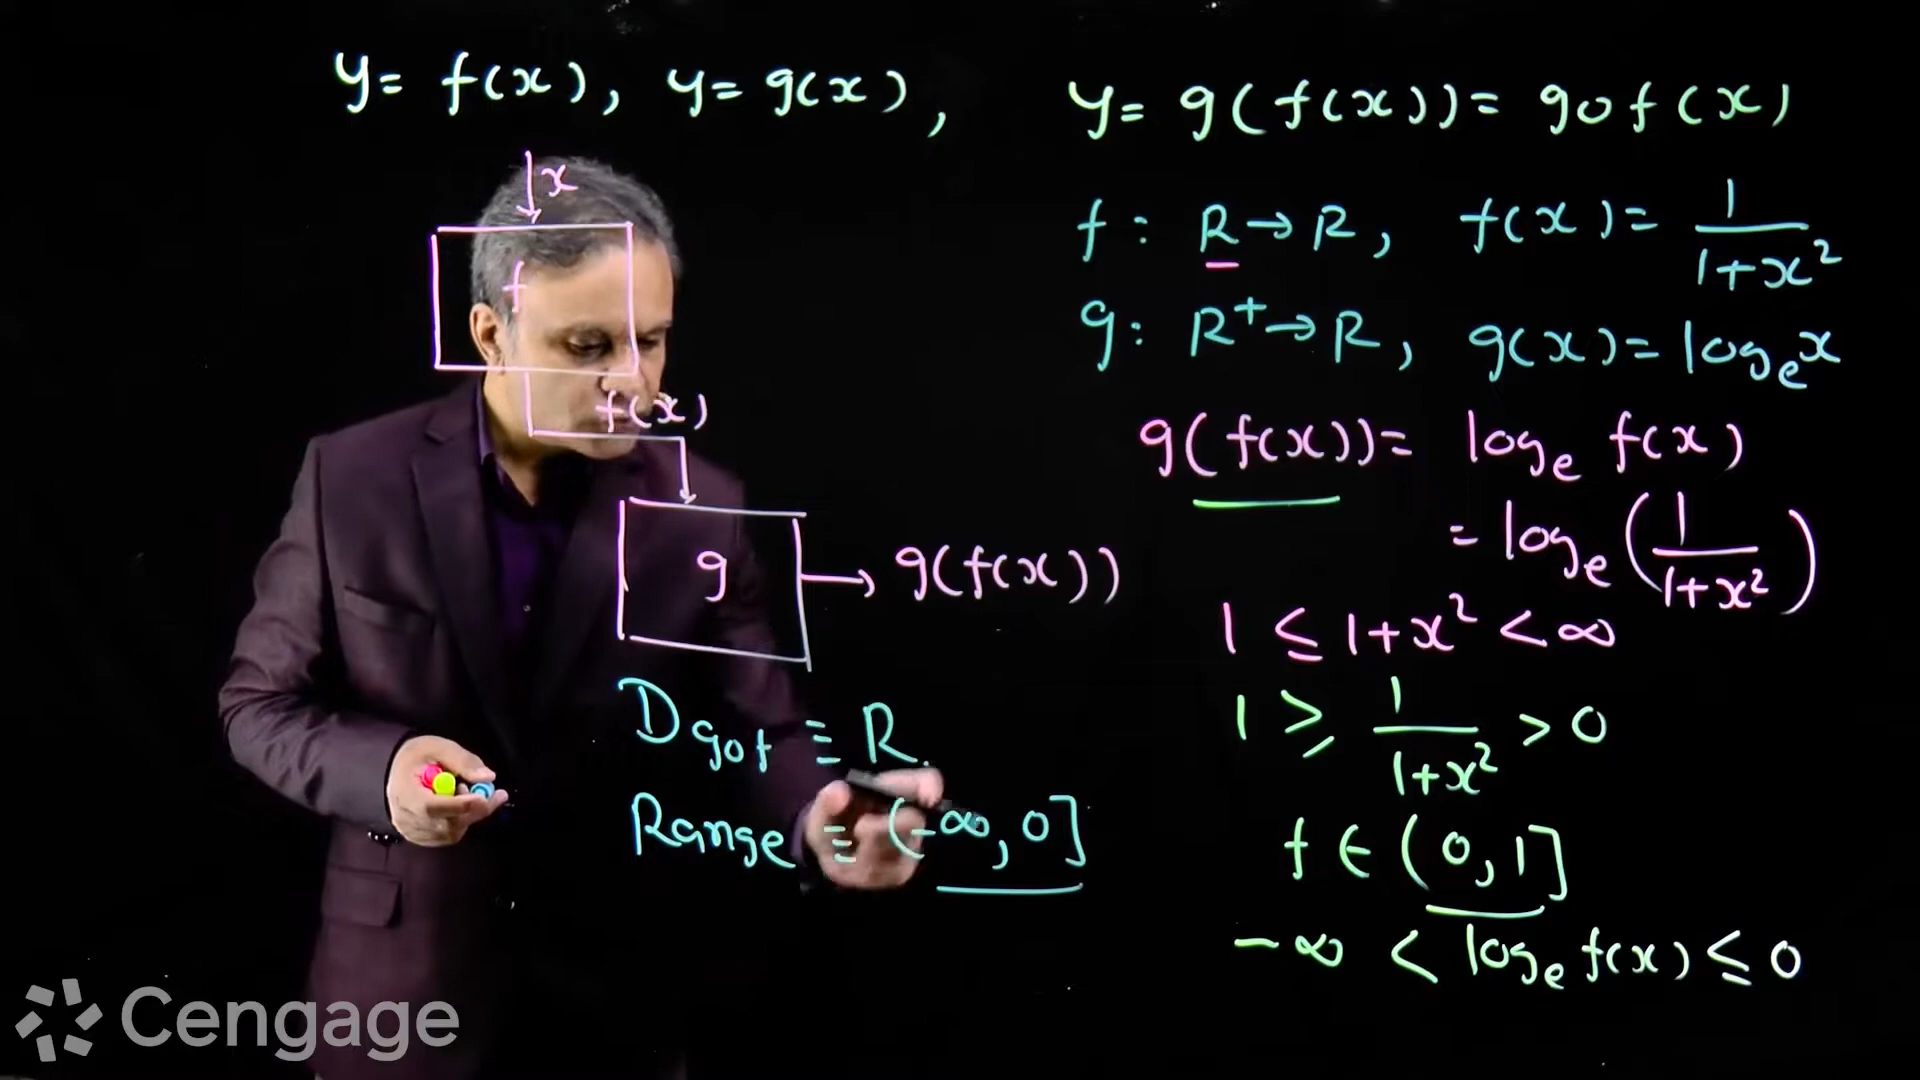 y= f(x), y= g(x), y= g(f(x))= gof(x)
x
f
f(x)
g
g(f(x))
D gof ≡ R.
Range ≡ (-∞, 0]
f: R→R, f(x)= 1/(1+x²)
g: R⁺→R, g(x)= logₑx
g(f(x))= logₑ f(x)
= logₑ (1/(1+x²))
1 ≤ 1+x² < ∞
1 ≥ 1/(1+x²) > 0
f ∈ (0, 1]
-∞ < logₑ f(x) ≤ 0
Cengage